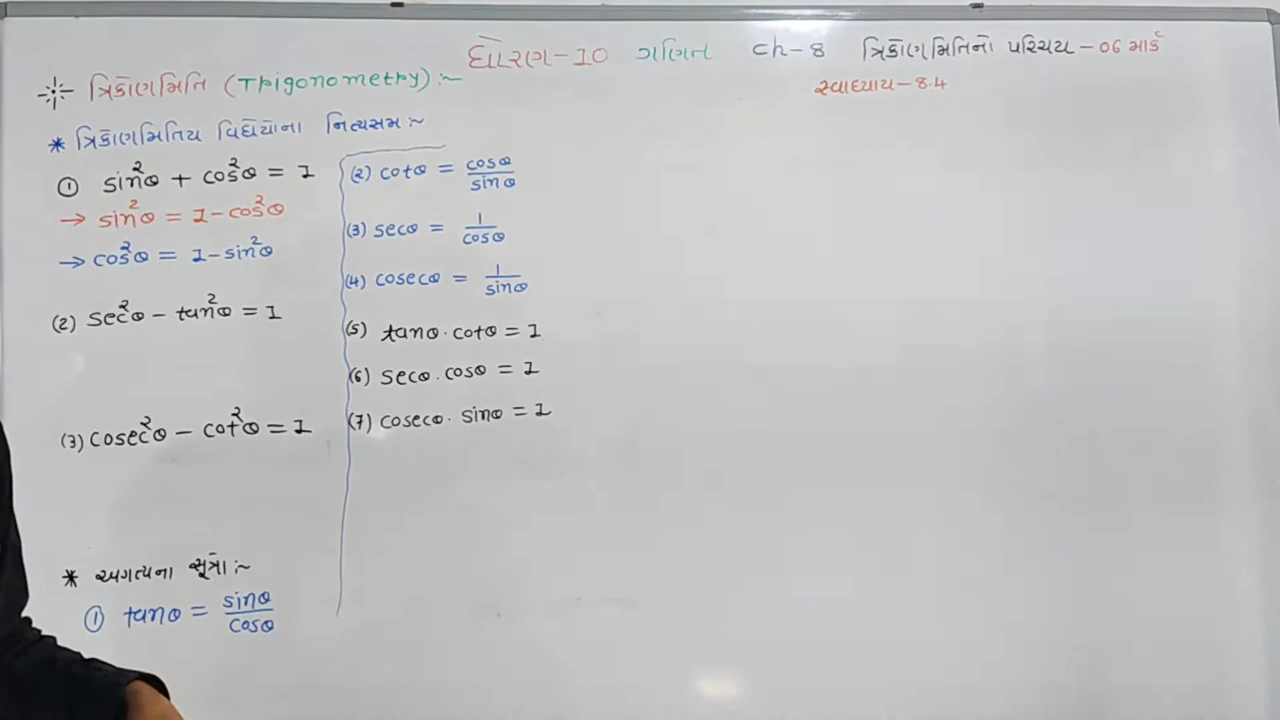 ધોરણ-10 ગણિત ch-8 ત્રિકોણમિતિનો પરિચય-06 માર્ક
સ્વાધ્યાય-8.4
ત્રિકોણમિતિ (Trigonometry):~
* ત્રિકોણમિતિય વિધેયોના નિત્યસમ:~
① sin²θ + cos²θ = 1
→ sin²θ = 1-cos²θ
→ cos²θ = 1-sin²θ
(2) sec²θ - tan²θ = 1
(3) cosec²θ - cot²θ = 1
* અગત્યના સૂત્રો:~
① tanθ = sinθ/cosθ
(2) cotθ = cosθ/sinθ
(3) secθ = 1/cosθ
(4) cosecθ = 1/sinθ
(5) tanθ·cotθ = 1
(6) secθ·cosθ = 1
(7) cosecθ·sinθ = 1